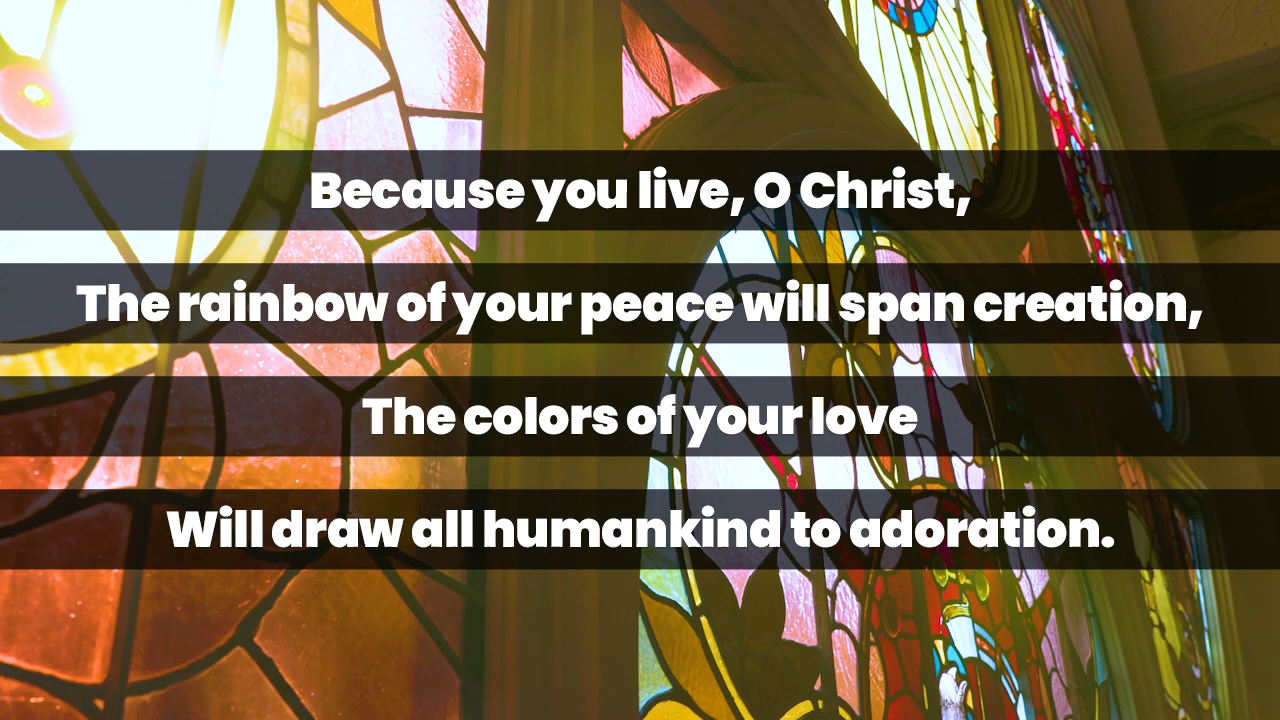 Because you live, O Christ,
The rainbow of your peace will span creation,
The colors of your love
Will draw all humankind to adoration.